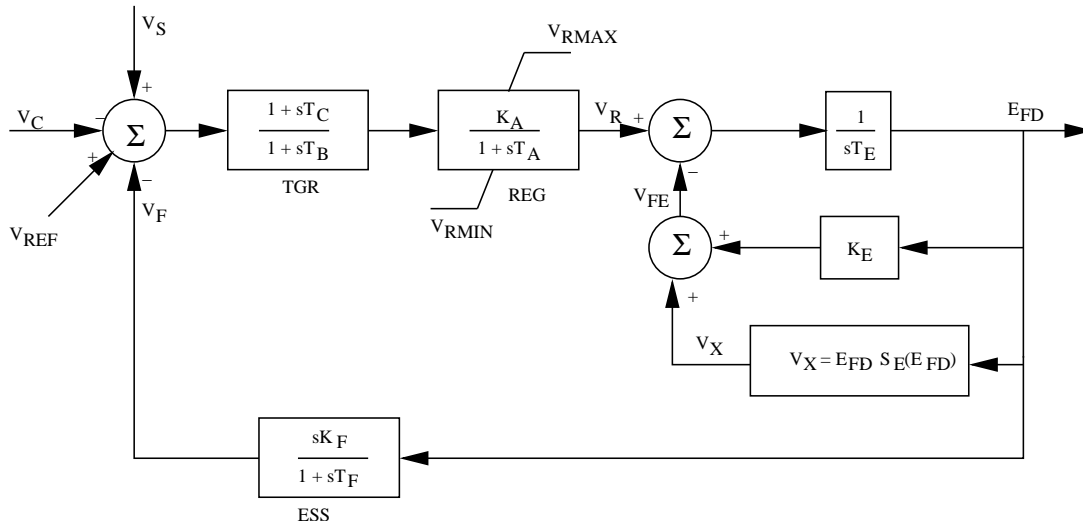 V_S
V_RMAX
+
1 + sT_C
1 + sT_B
TGR
K_A
1 + sT_A
REG
V_R
+
Σ
−
1
sT_E
E_FD
V_C
−
Σ
+
−
V_REF
V_F
V_RMIN
V_FE
Σ
+
K_E
+
V_X
V_X = E_FD · S_E(E_FD)
sK_F
1 + sT_F
ESS